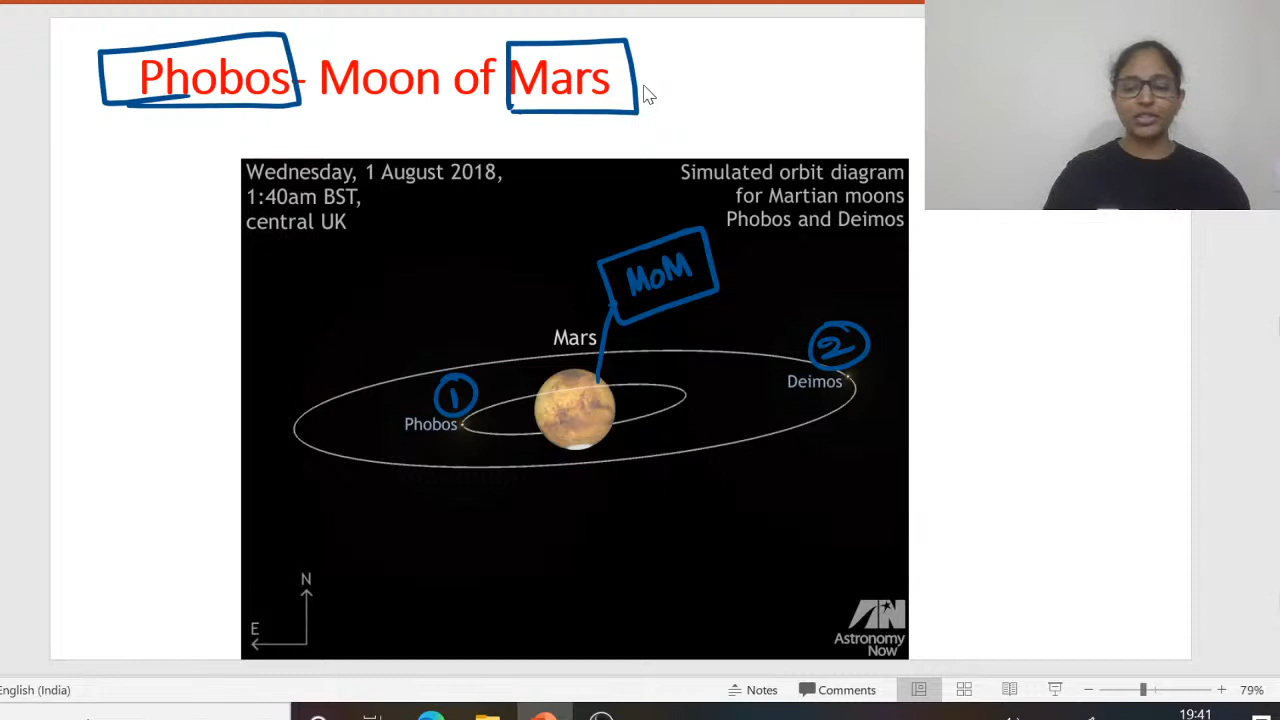 Phobos- Moon of Mars
Wednesday, 1 August 2018,
1:40am BST,
central UK
Simulated orbit diagram
for Martian moons
Phobos and Deimos
MoM
Mars
1
2
Phobos
Deimos
N
E
AN
Astronomy
Now
English (India)
Notes
Comments
79%
19:41